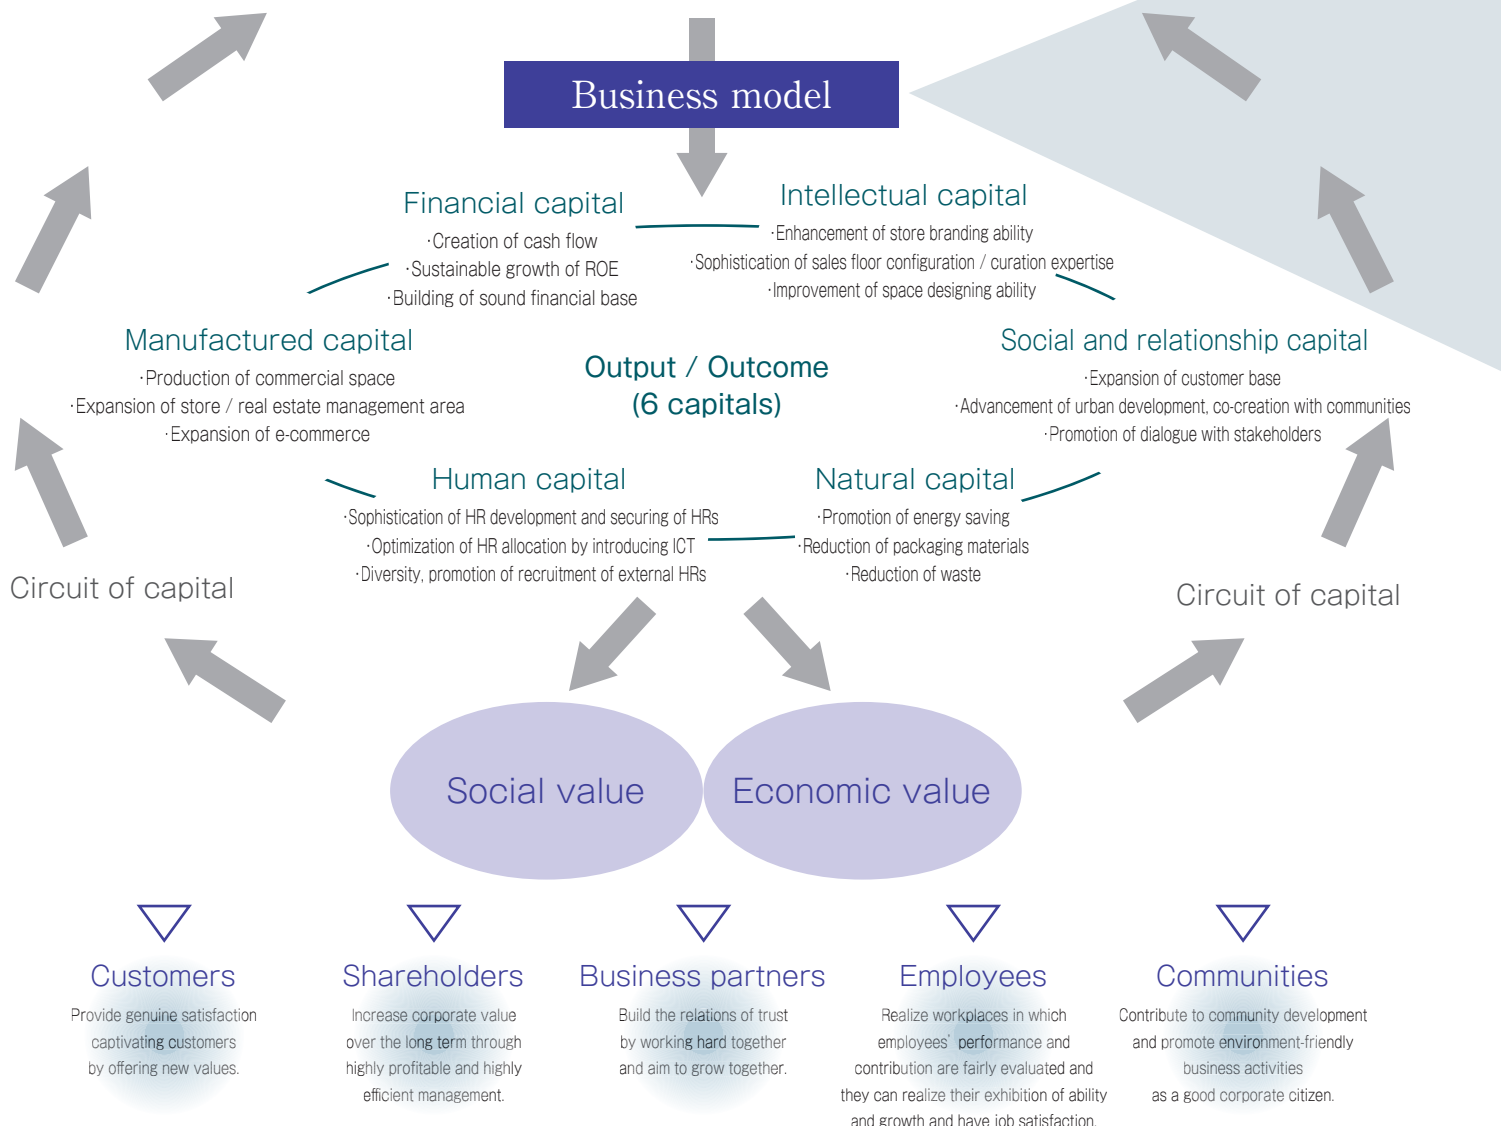 Business model
Financial capital
·Creation of cash flow
·Sustainable growth of ROE
·Building of sound financial base
Intellectual capital
·Enhancement of store branding ability
·Sophistication of sales floor configuration / curation expertise
·Improvement of space designing ability
Manufactured capital
·Production of commercial space
·Expansion of store / real estate management area
·Expansion of e-commerce
Output / Outcome
(6 capitals)
Social and relationship capital
·Expansion of customer base
·Advancement of urban development, co-creation with communities
·Promotion of dialogue with stakeholders
Human capital
·Sophistication of HR development and securing of HRs
·Optimization of HR allocation by introducing ICT
·Diversity, promotion of recruitment of external HRs
Natural capital
·Promotion of energy saving
·Reduction of packaging materials
·Reduction of waste
Circuit of capital
Circuit of capital
Social value
Economic value
Customers
Provide genuine satisfaction
captivating customers
by offering new values.
Shareholders
Increase corporate value
over the long term through
highly profitable and highly
efficient management.
Business partners
Build the relations of trust
by working hard together
and aim to grow together.
Employees
Realize workplaces in which
employees' performance and
contribution are fairly evaluated and
they can realize their exhibition of ability
and growth and have job satisfaction.
Communities
Contribute to community development
and promote environment-friendly
business activities
as a good corporate citizen.